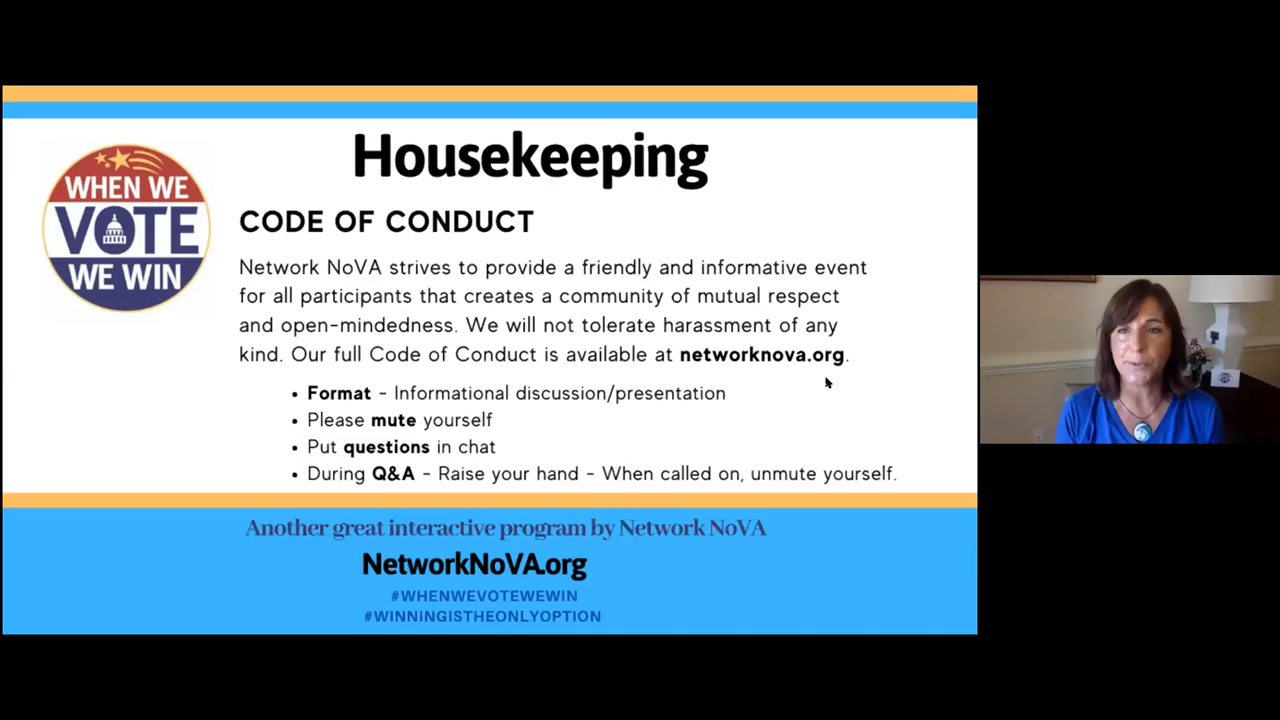 Housekeeping
WHEN WE
VOTE
WE WIN
CODE OF CONDUCT
Network NoVA strives to provide a friendly and informative event
for all participants that creates a community of mutual respect
and open-mindedness. We will not tolerate harassment of any
kind. Our full Code of Conduct is available at networknova.org.
• Format - Informational discussion/presentation
• Please mute yourself
• Put questions in chat
• During Q&A - Raise your hand - When called on, unmute yourself.
Another great interactive program by Network NoVA
NetworkNoVA.org
#WHENWEVOTEWEWIN
#WINNINGISTHEONLYOPTION